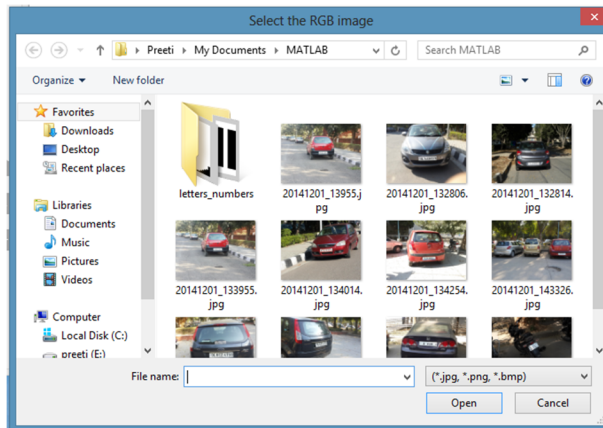 Select the RGB image
Preeti
My Documents
MATLAB
Search MATLAB
Organize
New folder
Favorites
Downloads
Desktop
Recent places
Libraries
Documents
Music
Pictures
Videos
Computer
Local Disk (C:)
preeti (E:)
letters_numbers
20141201_13955.j
pg
20141201_132806.
jpg
20141201_132814.
jpg
20141201_133955.
jpg
20141201_134014.
jpg
20141201_134254.
jpg
20141201_143326.
jpg
File name:
(*.jpg, *.png, *.bmp)
Open
Cancel